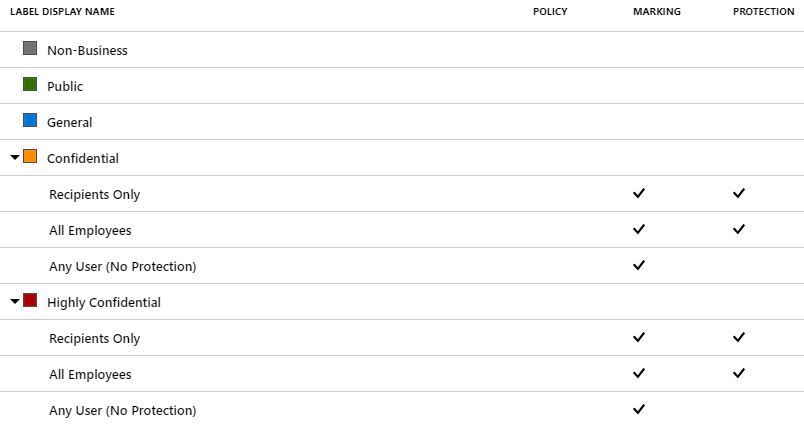 LABEL DISPLAY NAME POLICY MARKING PROTECTION
Non-Business
Public
General
Confidential
Recipients Only
All Employees
Any User (No Protection)
Highly Confidential
Recipients Only
All Employees
Any User (No Protection)